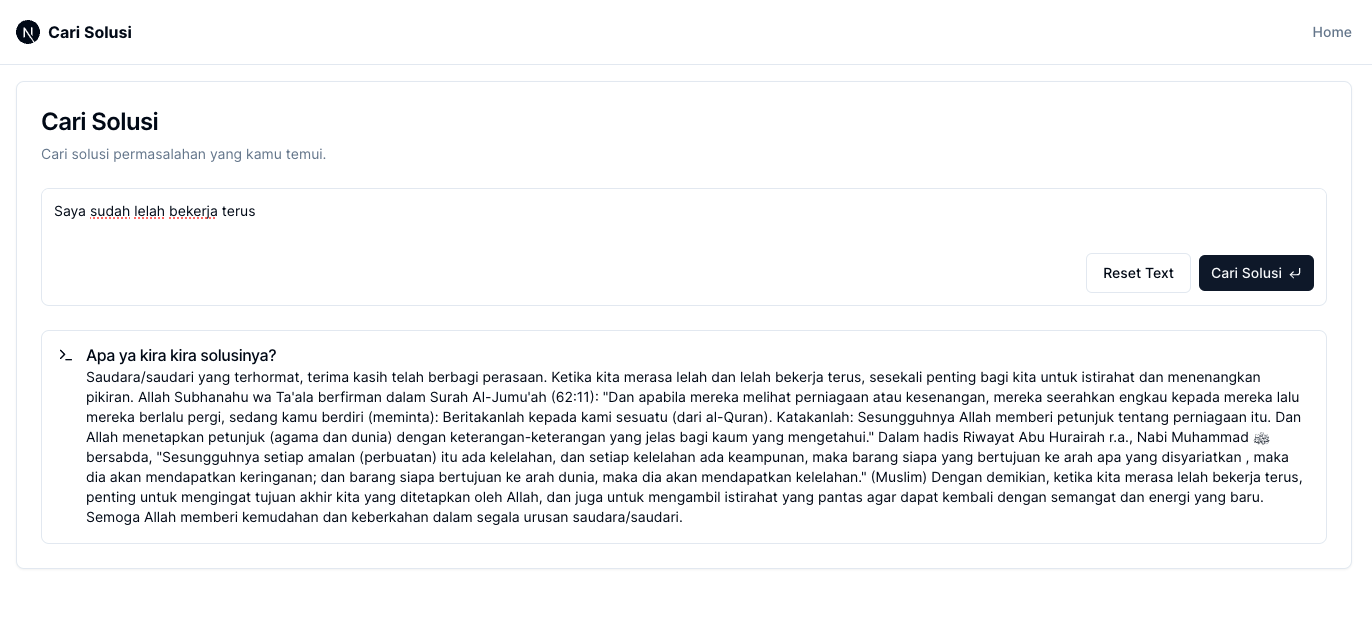 Cari Solusi
Home
Cari Solusi
Cari solusi permasalahan yang kamu temui.
Saya sudah lelah bekerja terus
Reset Text
Cari Solusi
Apa ya kira kira solusinya?
Saudara/saudari yang terhormat, terima kasih telah berbagi perasaan. Ketika kita merasa lelah dan lelah bekerja terus, sesekali penting bagi kita untuk istirahat dan menenangkan
pikiran. Allah Subhanahu wa Ta'ala berfirman dalam Surah Al-Jumu'ah (62:11): "Dan apabila mereka melihat perniagaan atau kesenangan, mereka seerahkan engkau kepada mereka lalu
mereka berlalu pergi, sedang kamu berdiri (meminta): Beritakanlah kepada kami sesuatu (dari al-Quran). Katakanlah: Sesungguhnya Allah memberi petunjuk tentang perniagaan itu. Dan
Allah menetapkan petunjuk (agama dan dunia) dengan keterangan-keterangan yang jelas bagi kaum yang mengetahui." Dalam hadis Riwayat Abu Hurairah r.a., Nabi Muhammad ﷺ
bersabda, "Sesungguhnya setiap amalan (perbuatan) itu ada kelelahan, dan setiap kelelahan ada keampunan, maka barang siapa yang bertujuan ke arah apa yang disyariatkan , maka
dia akan mendapatkan keringanan; dan barang siapa bertujuan ke arah dunia, maka dia akan mendapatkan kelelahan." (Muslim) Dengan demikian, ketika kita merasa lelah bekerja terus,
penting untuk mengingat tujuan akhir kita yang ditetapkan oleh Allah, dan juga untuk mengambil istirahat yang pantas agar dapat kembali dengan semangat dan energi yang baru.
Semoga Allah memberi kemudahan dan keberkahan dalam segala urusan saudara/saudari.